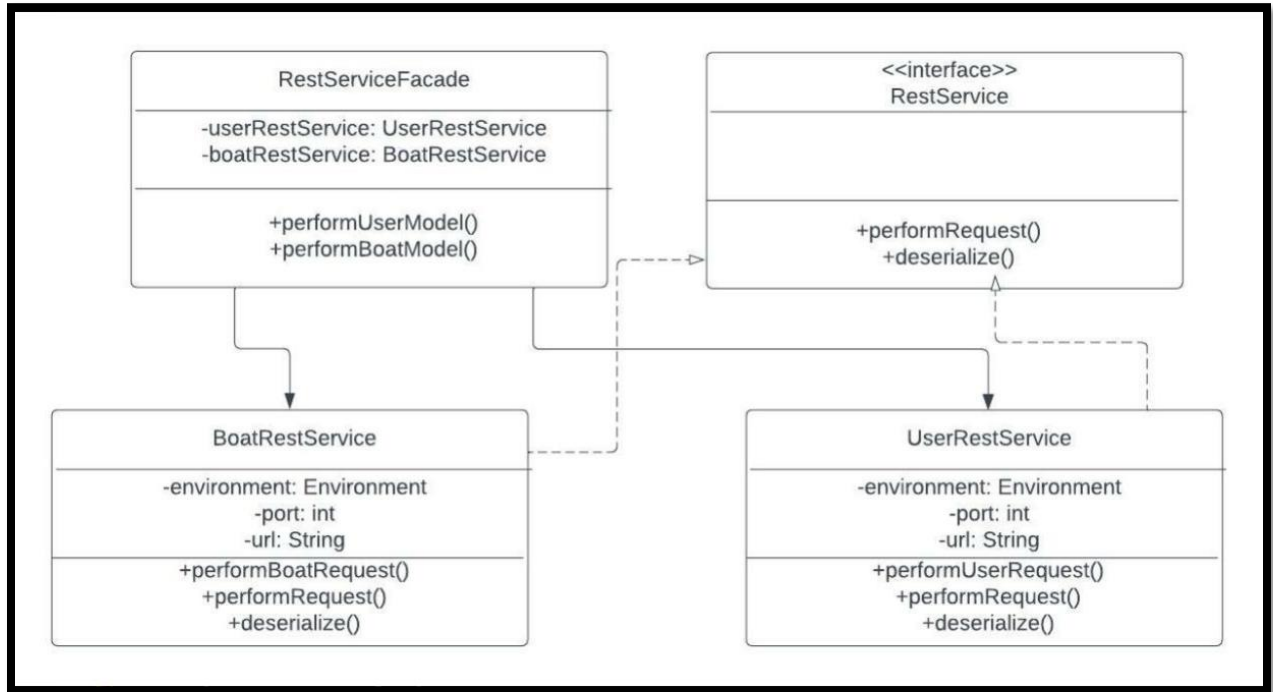 RestServiceFacade
-userRestService: UserRestService
-boatRestService: BoatRestService
+performUserModel()
+performBoatModel()
<<interface>>
RestService
+performRequest()
+deserialize()
BoatRestService
-environment: Environment
-port: int
-url: String
+performBoatRequest()
+performRequest()
+deserialize()
UserRestService
-environment: Environment
-port: int
-url: String
+performUserRequest()
+performRequest()
+deserialize()